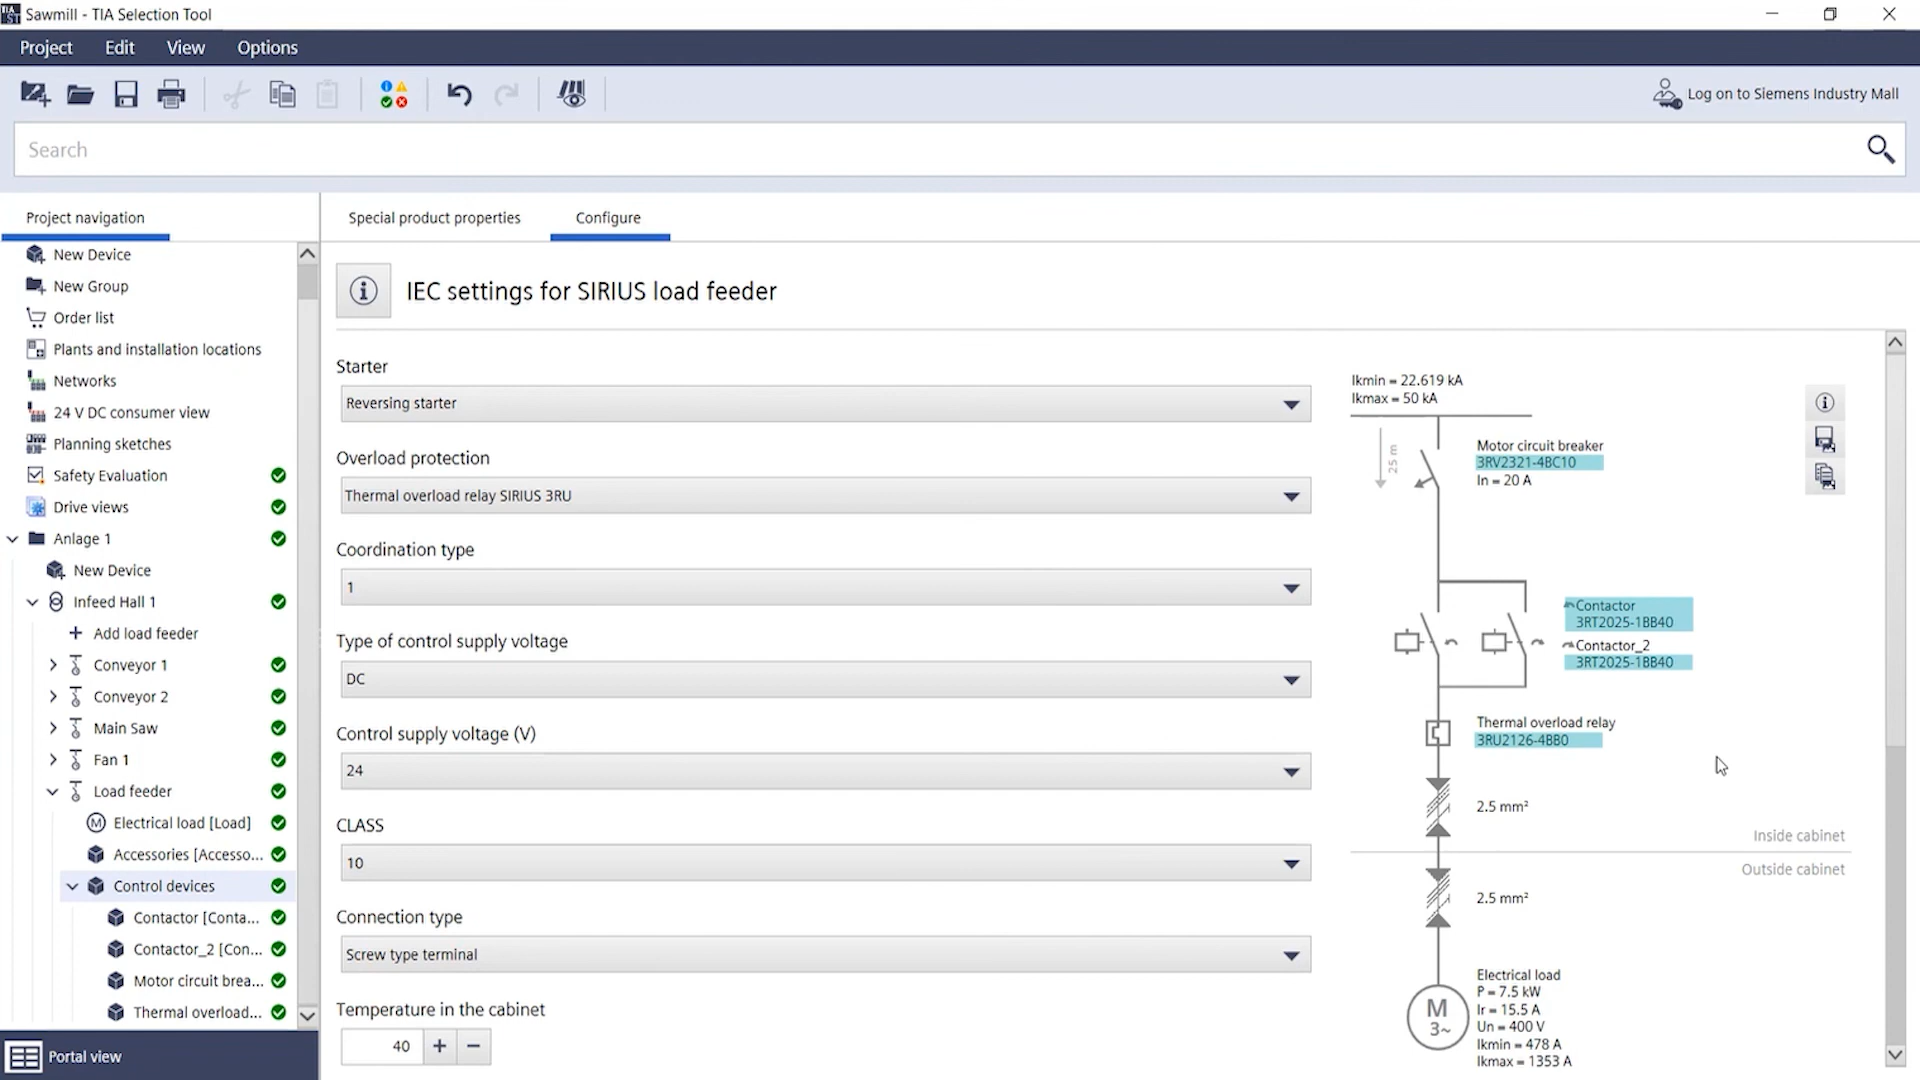 Sawmill - TIA Selection Tool
Project Edit View Options
Log on to Siemens Industry Mall
Search
Project navigation
New Device
New Group
Order list
Plants and installation locations
Networks
24 V DC consumer view
Planning sketches
Safety Evaluation
Drive views
Anlage 1
New Device
Infeed Hall 1
Add load feeder
Conveyor 1
Conveyor 2
Main Saw
Fan 1
Load feeder
Electrical load [Load]
Accessories [Accesso...
Control devices
Contactor [Conta...
Contactor_2 [Con...
Motor circuit brea...
Thermal overload...
Portal view
Special product properties Configure
IEC settings for SIRIUS load feeder
Starter
Reversing starter
Overload protection
Thermal overload relay SIRIUS 3RU
Coordination type
1
Type of control supply voltage
DC
Control supply voltage (V)
24
CLASS
10
Connection type
Screw type terminal
Temperature in the cabinet
40 + −
Ikmin = 22.619 kA
Ikmax = 50 kA
25 m
Motor circuit breaker
3RV2321-4BC10
In = 20 A
Contactor
3RT2025-1BB40
Contactor_2
3RT2025-1BB40
Thermal overload relay
3RU2126-4BB0
2.5 mm²
Inside cabinet
Outside cabinet
2.5 mm²
M
3~
Electrical load
P = 7.5 kW
Ir = 15.5 A
Un = 400 V
Ikmin = 478 A
Ikmax = 1353 A